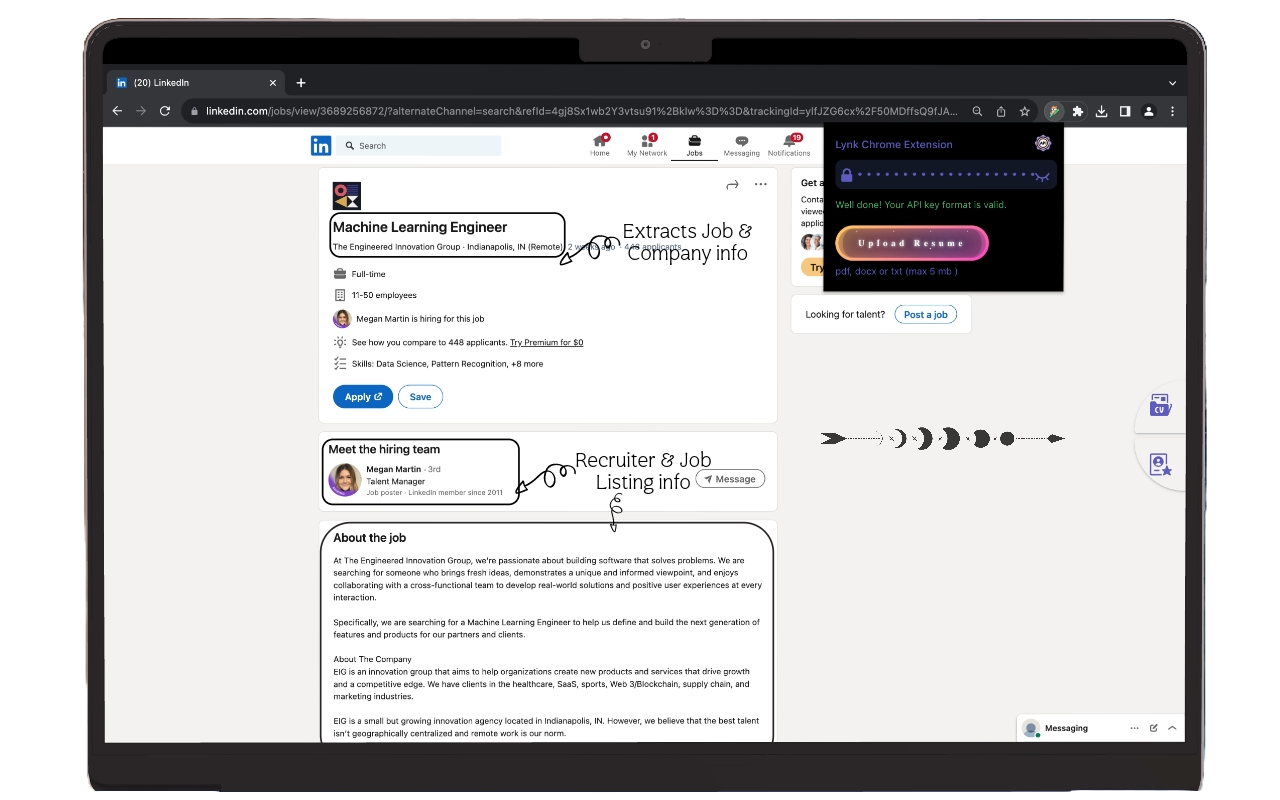 in (20) LinkedIn
linkedin.com/jobs/view/3689256872/?alternateChannel=search&refId=4gj8Sx1wb2Y3vtsu91%2BkIw%3D%3D&trackingId=yIfJZG6cx%2F50MDffsQ9fJA...
in Search
Home
1
My Network
Jobs
Messaging
19
Notifications
Lynk Chrome Extension
Well done! Your API key format is valid.
Upload Resume
pdf, docx or txt (max 5 mb )
Machine Learning Engineer
The Engineered Innovation Group · Indianapolis, IN (Remote) 2 weeks ago · 448 applicants
Extracts Job &
Company info
Full-time
11-50 employees
Megan Martin is hiring for this job
See how you compare to 448 applicants. Try Premium for $0
Skills: Data Science, Pattern Recognition, +8 more
Apply
Save
Get a
Conta
viewe
applic
Try
Looking for talent? Post a job
CV
Meet the hiring team
Megan Martin · 3rd
Talent Manager
Job poster · LinkedIn member since 2011
Recruiter & Job
Listing info
Message
About the job
At The Engineered Innovation Group, we're passionate about building software that solves problems. We are
searching for someone who brings fresh ideas, demonstrates a unique and informed viewpoint, and enjoys
collaborating with a cross-functional team to develop real-world solutions and positive user experiences at every
interaction.
Specifically, we are searching for a Machine Learning Engineer to help us define and build the next generation of
features and products for our partners and clients.
About The Company
EIG is an innovation group that aims to help organizations create new products and services that drive growth
and a competitive edge. We have clients in the healthcare, SaaS, sports, Web 3/Blockchain, supply chain, and
marketing industries.
EIG is a small but growing innovation agency located in Indianapolis, IN. However, we believe that the best talent
isn't geographically centralized and remote work is our norm.
Messaging